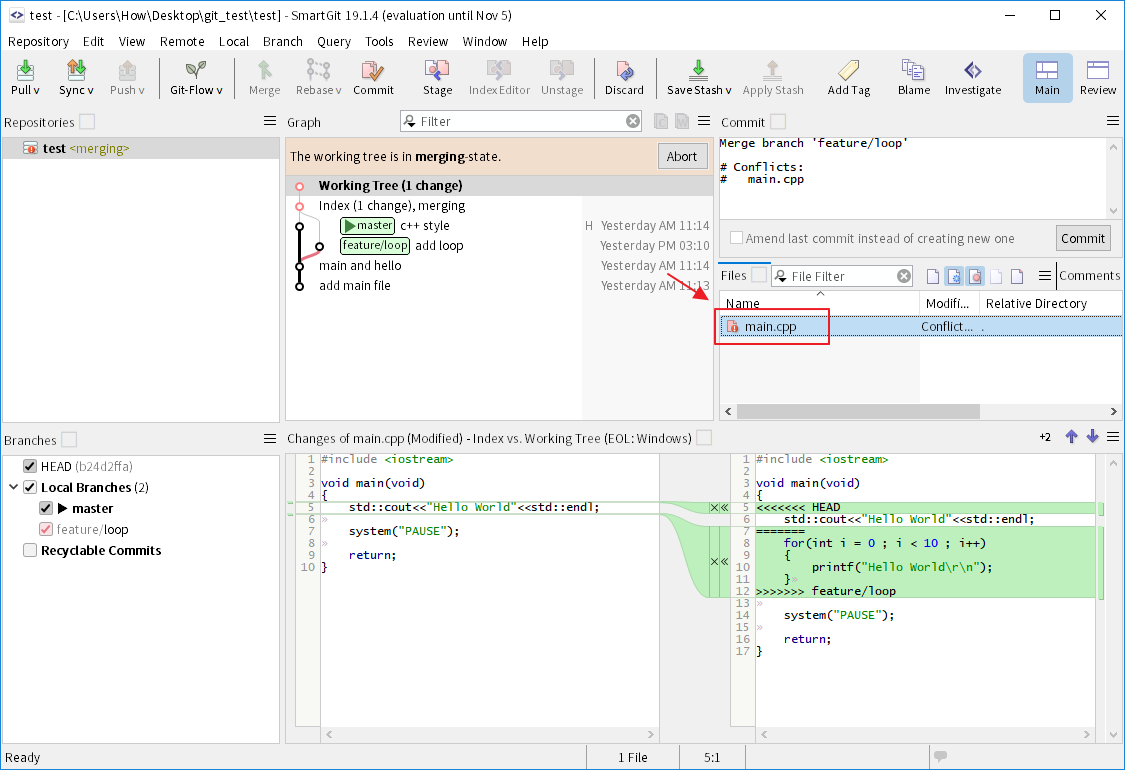 test - [C:\Users\How\Desktop\git_test\test] - SmartGit 19.1.4 (evaluation until Nov 5)
Repository Edit View Remote Local Branch Query Tools Review Window Help
Pull v Sync v Push v Git-Flow v Merge Rebase v Commit Stage Index Editor Unstage Discard Save Stash v Apply Stash Add Tag Blame Investigate Main Review
Repositories
test <merging>
Graph
Filter
The working tree is in merging-state.
Abort
Working Tree (1 change)
Index (1 change), merging
master c++ style H Yesterday AM 11:14
feature/loop add loop Yesterday PM 03:10
main and hello Yesterday AM 11:14
add main file Yesterday AM 11:13
Commit
Merge branch 'feature/loop'
# Conflicts:
#   main.cpp
Amend last commit instead of creating new one
Commit
Files
File Filter
Comments
Name Modifi... Relative Directory
main.cpp Conflict... .
Branches
HEAD (b24d2ffa)
Local Branches (2)
master
feature/loop
Recyclable Commits
Changes of main.cpp (Modified) - Index vs. Working Tree (EOL: Windows)
+2
1 #include <iostream>
2
3 void main(void)
4 {
5     std::cout<<"Hello World"<<std::endl;
6 »
7     system("PAUSE");
8 »
9     return;
10 }
1 #include <iostream>
2
3 void main(void)
4 {
5 <<<<<<< HEAD
6     std::cout<<"Hello World"<<std::endl;
7 =======
8     for(int i = 0 ; i < 10 ; i++)
9     {
10         printf("Hello World\r\n");
11     }»
12 >>>>>>> feature/loop
13 »
14     system("PAUSE");
15 »
16     return;
17 }
Ready
1 File
5:1